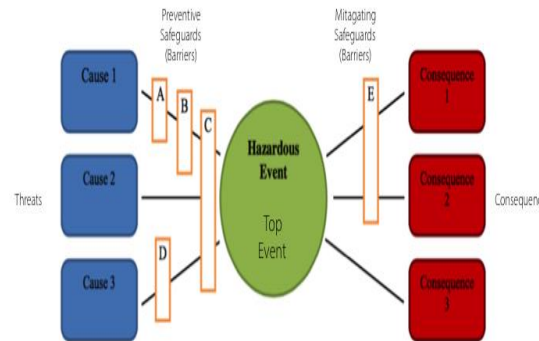 Preventive
Safeguards
(Barriers)
Mitagating
Safeguards
(Barriers)
Cause 1
A
B
C
E
Consequence
1
Hazardous
Event
Threats
Cause 2
Top
Event
Consequence
2
Consequence
D
Cause 3
Consequence
3